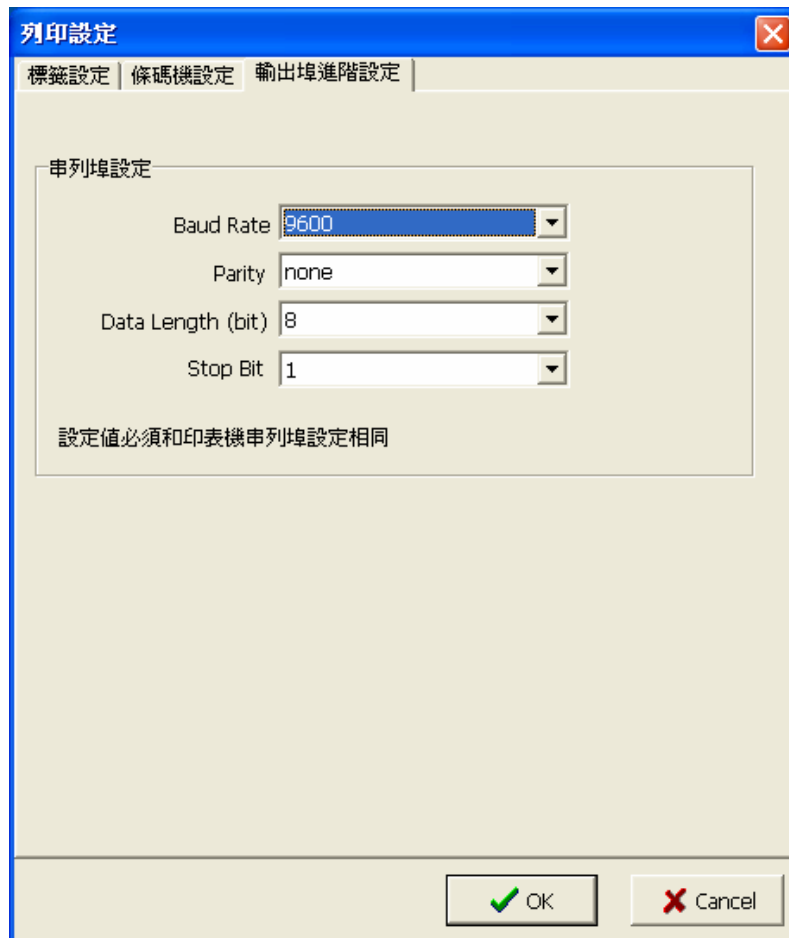 列印設定
標籤設定 條碼機設定 輸出埠進階設定
串列埠設定
Baud Rate 9600
Parity none
Data Length (bit) 8
Stop Bit 1
設定值必須和印表機串列埠設定相同
OK Cancel